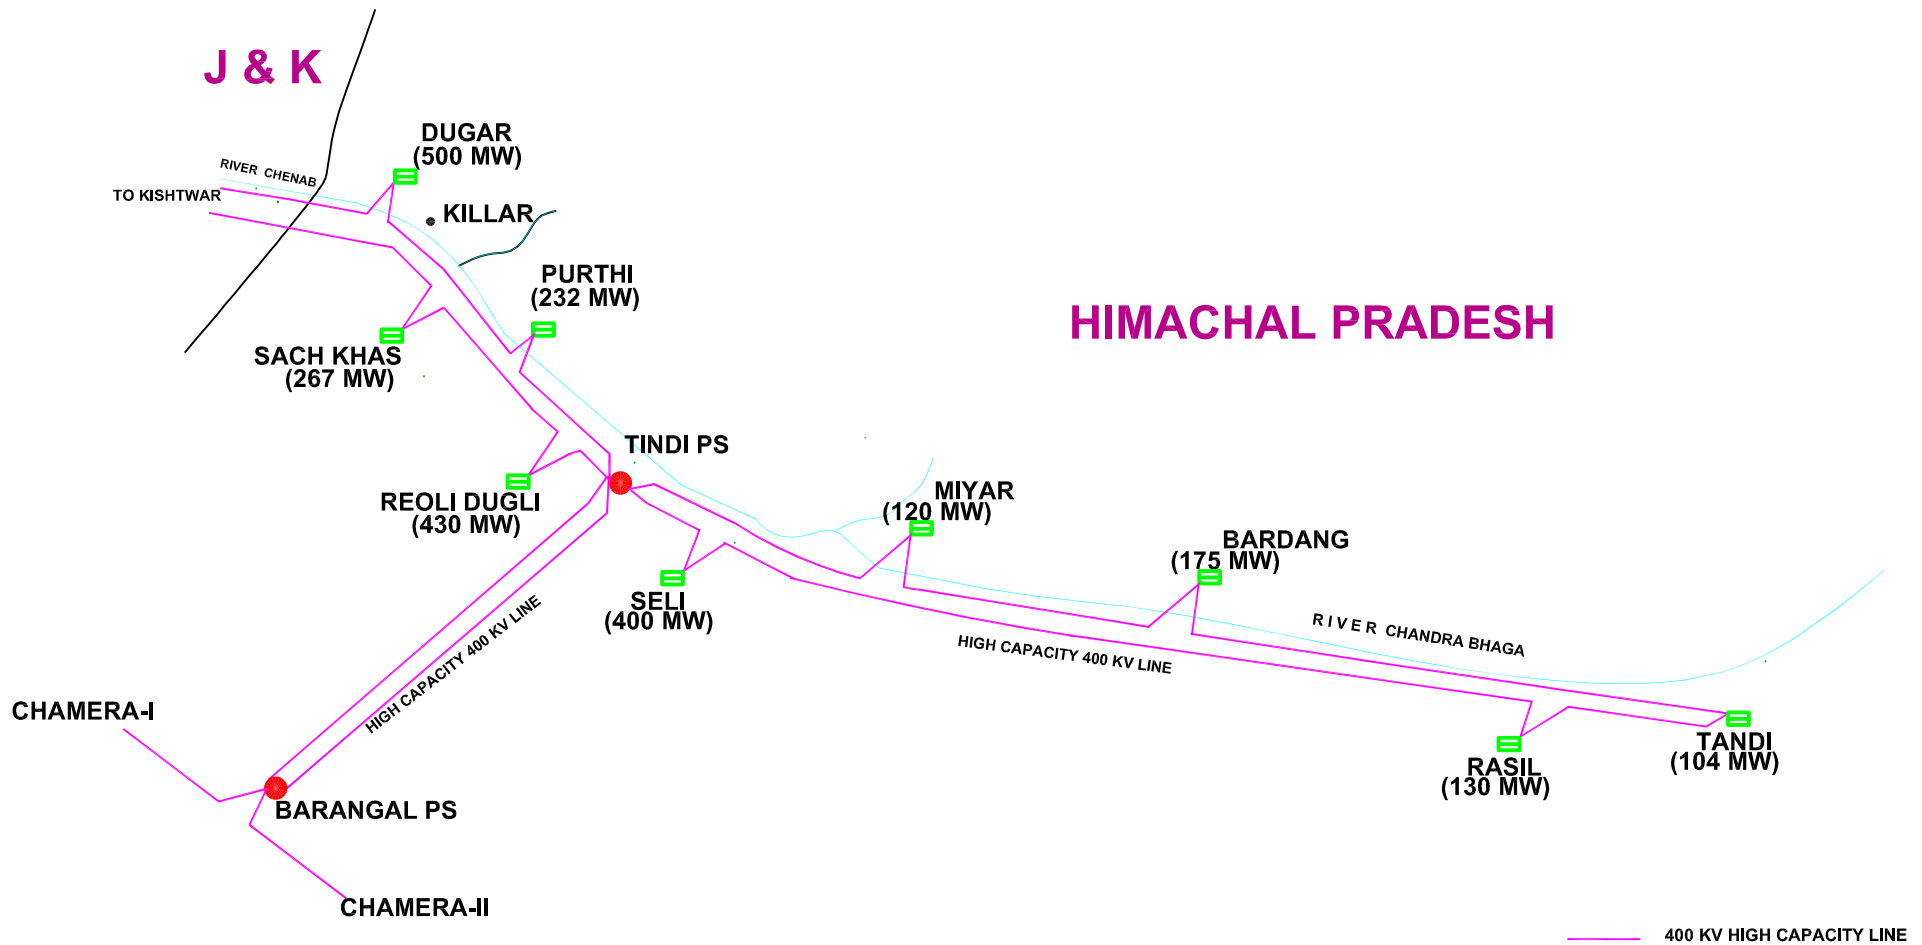 J & K
DUGAR
(500 MW)
RIVER CHENAB
TO KISHTWAR
KILLAR
PURTHI
(232 MW)
HIMACHAL PRADESH
SACH KHAS
(267 MW)
TINDI PS
REOLI DUGLI
(430 MW)
MIYAR
(120 MW)
BARDANG
(175 MW)
SELI
(400 MW)
RIVER CHANDRA BHAGA
HIGH CAPACITY 400 KV LINE
HIGH CAPACITY 400 KV LINE
CHAMERA-I
TANDI
(104 MW)
RASIL
(130 MW)
BARANGAL PS
CHAMERA-II
400 KV HIGH CAPACITY LINE